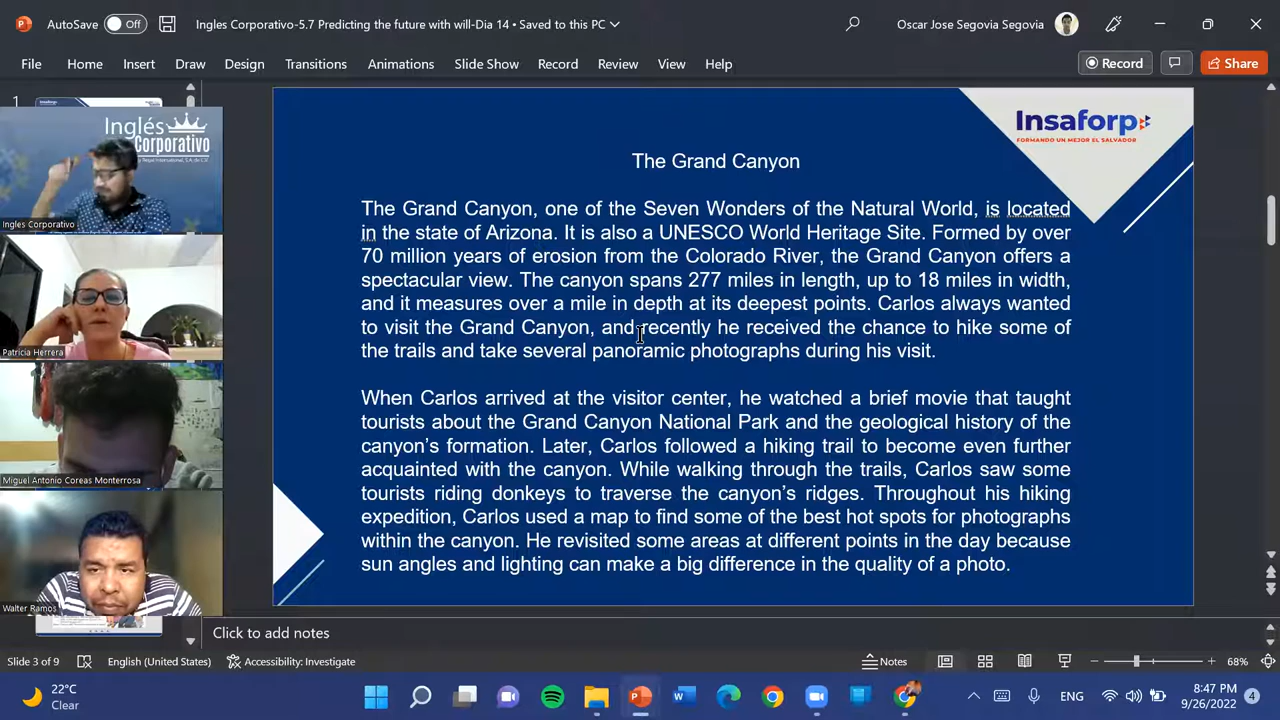 AutoSave Off Ingles Corporativo-5.7 Predicting the future with will-Dia 14 • Saved to this PC Oscar Jose Segovia Segovia
File Home Insert Draw Design Transitions Animations Slide Show Record Review View Help Record Share
1
Inglés
Corporativo
Ingles Corporativo
Patricia Herrera
Miguel Antonio Coreas Monterrosa
Walter Ramos
Insaforp
FORMANDO UN MEJOR EL SALVADOR
The Grand Canyon
The Grand Canyon, one of the Seven Wonders of the Natural World, is located
in the state of Arizona. It is also a UNESCO World Heritage Site. Formed by over
70 million years of erosion from the Colorado River, the Grand Canyon offers a
spectacular view. The canyon spans 277 miles in length, up to 18 miles in width,
and it measures over a mile in depth at its deepest points. Carlos always wanted
to visit the Grand Canyon, and recently he received the chance to hike some of
the trails and take several panoramic photographs during his visit.
When Carlos arrived at the visitor center, he watched a brief movie that taught
tourists about the Grand Canyon National Park and the geological history of the
canyon's formation. Later, Carlos followed a hiking trail to become even further
acquainted with the canyon. While walking through the trails, Carlos saw some
tourists riding donkeys to traverse the canyon's ridges. Throughout his hiking
expedition, Carlos used a map to find some of the best hot spots for photographs
within the canyon. He revisited some areas at different points in the day because
sun angles and lighting can make a big difference in the quality of a photo.
Click to add notes
Slide 3 of 9 English (United States) Accessibility: Investigate Notes 68%
22°C
Clear
ENG
8:47 PM
9/26/2022
4